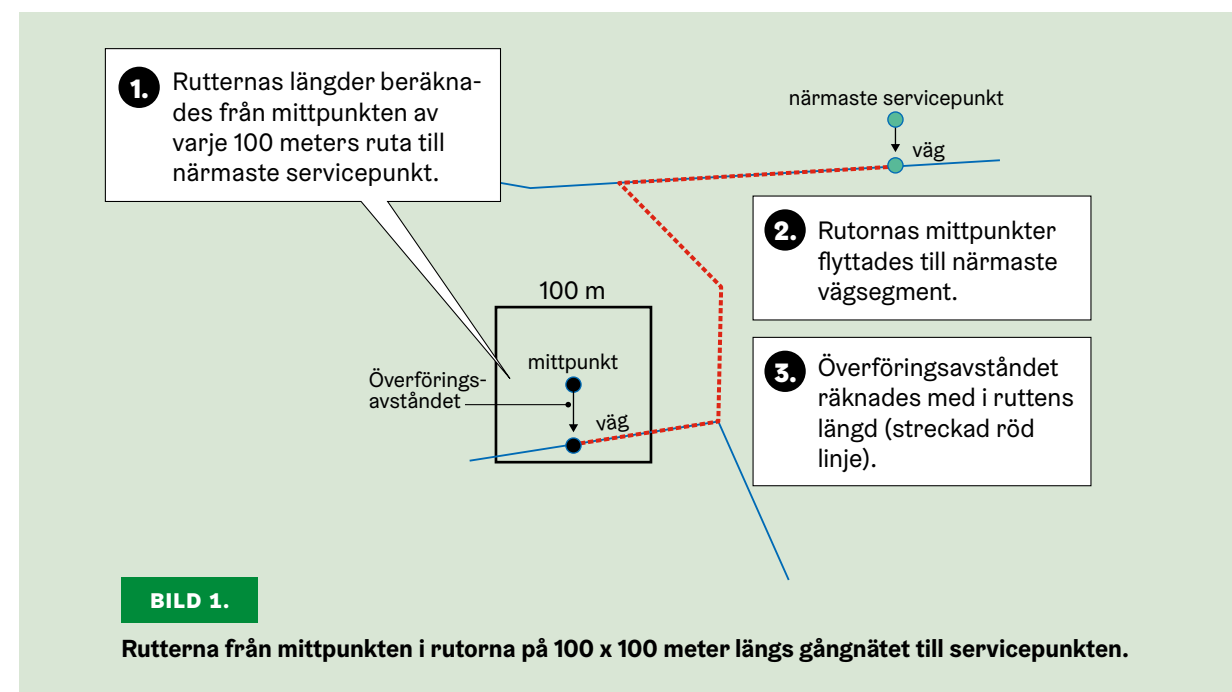 1.
Rutternas längder beräkna-
des från mittpunkten av
varje 100 meters ruta till
närmaste servicepunkt.
närmaste servicepunkt
väg
2.
Rutornas mittpunkter
flyttades till närmaste
vägsegment.
100 m
mittpunkt
Överförings-
avståndet
väg
3.
Överföringsavståndet
räknades med i ruttens
längd (streckad röd
linje).
BILD 1.
Rutterna från mittpunkten i rutorna på 100 x 100 meter längs gångnätet till servicepunkten.